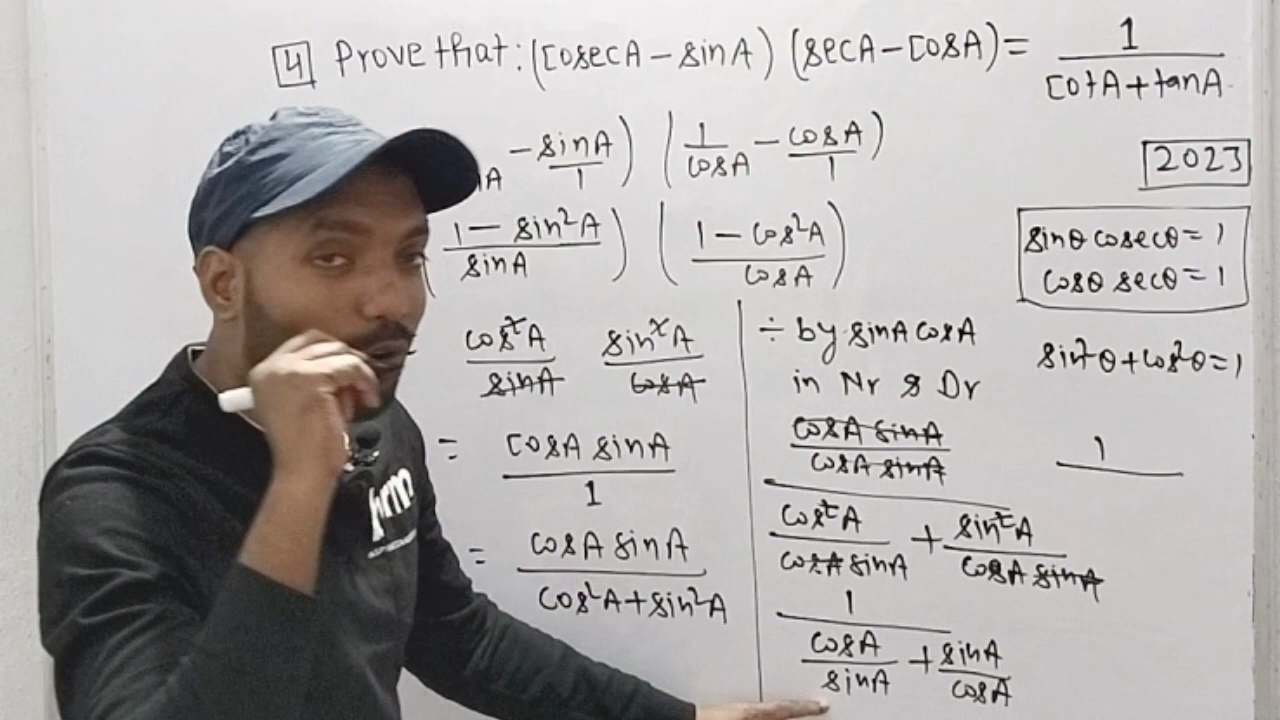 4 Prove that: (cosecA - sinA) (secA - cosA) = 1 / cotA + tanA
- sinA / 1) (1 / cosA - cosA / 1)
2023
1 - sin²A / sinA) (1 - cos²A / cosA)
cos²A / sinA sin²A / cosA
= cosA sinA / 1
= cosA sinA / cos²A + sin²A
÷ by sinA cosA
in Nr & Dr
cosA sinA / cosA sinA
cos²A / cosA sinA + sin²A / cosA sinA
1
cosA / sinA + sinA / cosA
sinθ cosecθ = 1
cosθ secθ = 1
sin²θ + cos²θ = 1
1